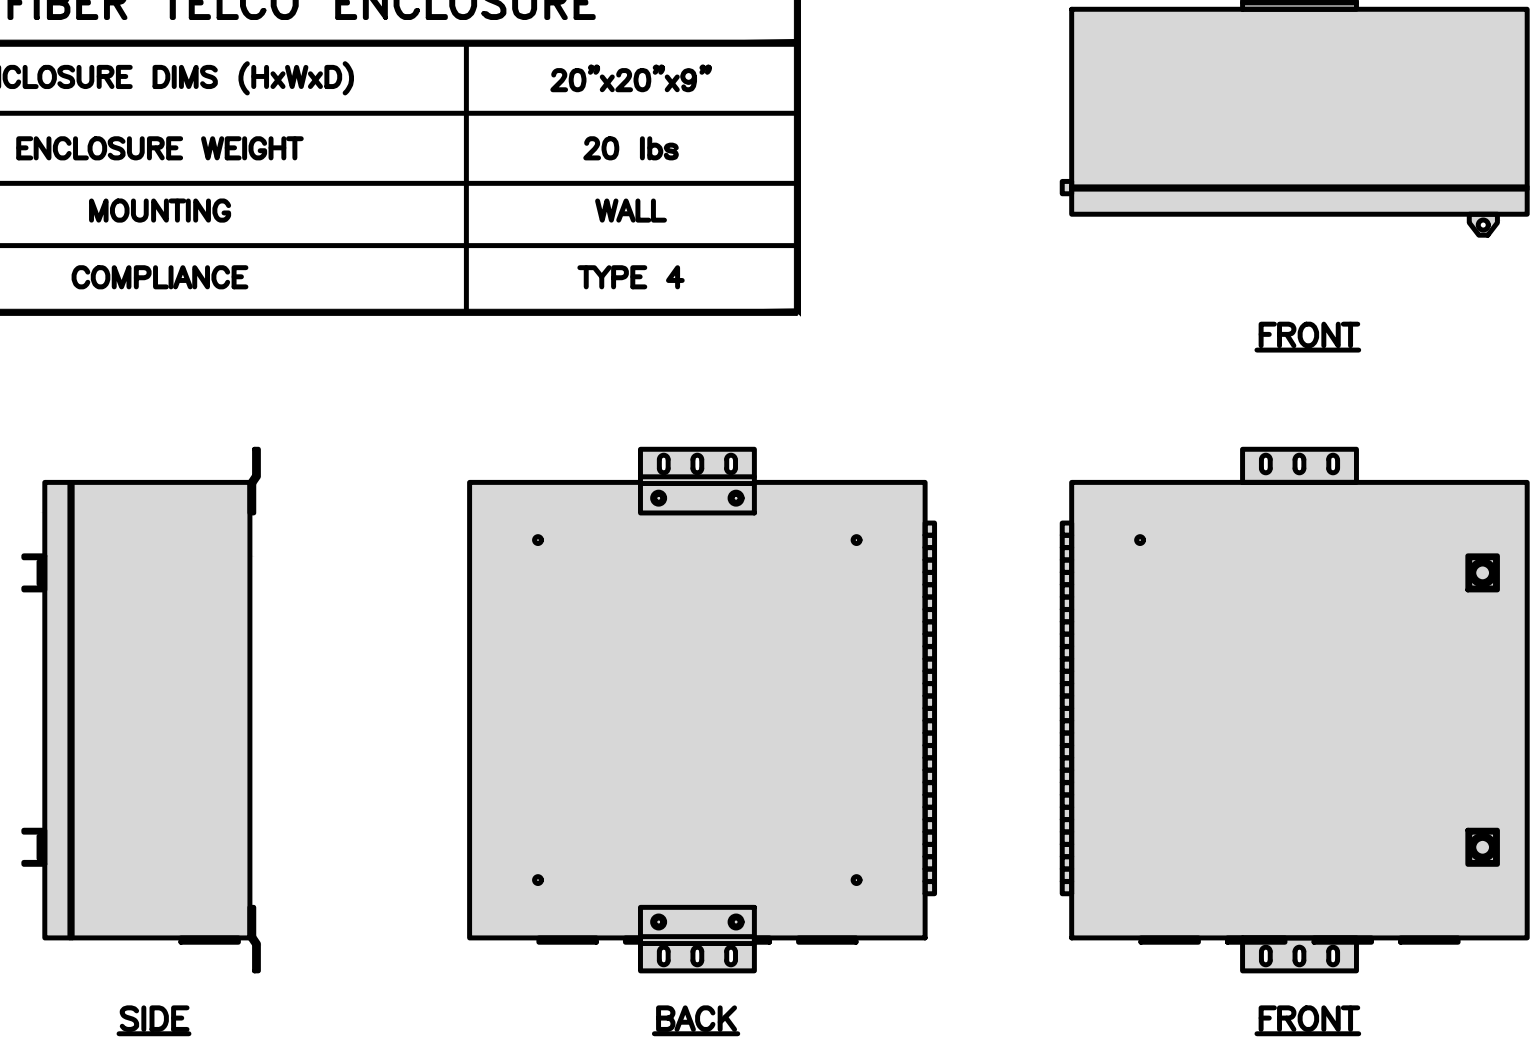 FIBER TELCO ENCLOSURE
NCLOSURE DIMS (HxWxD) 20"x20"x9"
ENCLOSURE WEIGHT 20 lbs
MOUNTING WALL
COMPLIANCE TYPE 4
FRONT
SIDE BACK FRONT